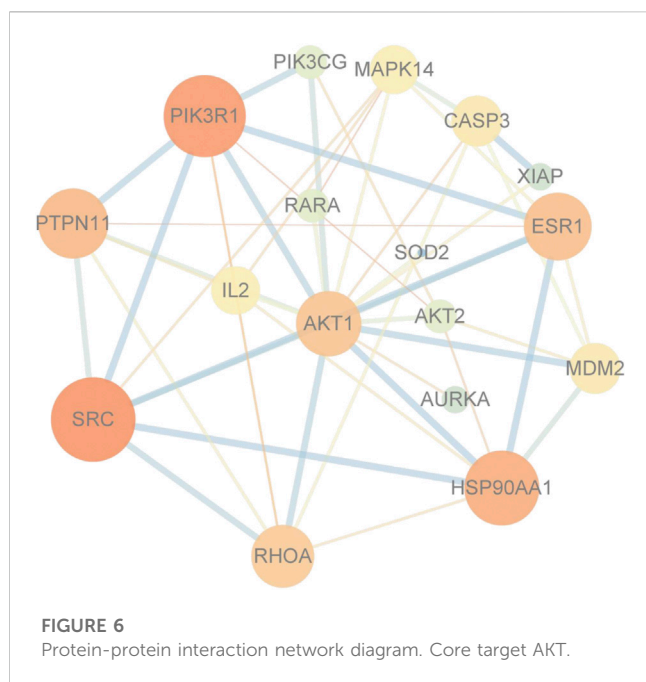 PIK3CG
MAPK14
PIK3R1
CASP3
XIAP
RARA
PTPN11
ESR1
SOD2
IL2
AKT1
AKT2
MDM2
AURKA
SRC
HSP90AA1
RHOA
FIGURE 6
Protein-protein interaction network diagram. Core target AKT.